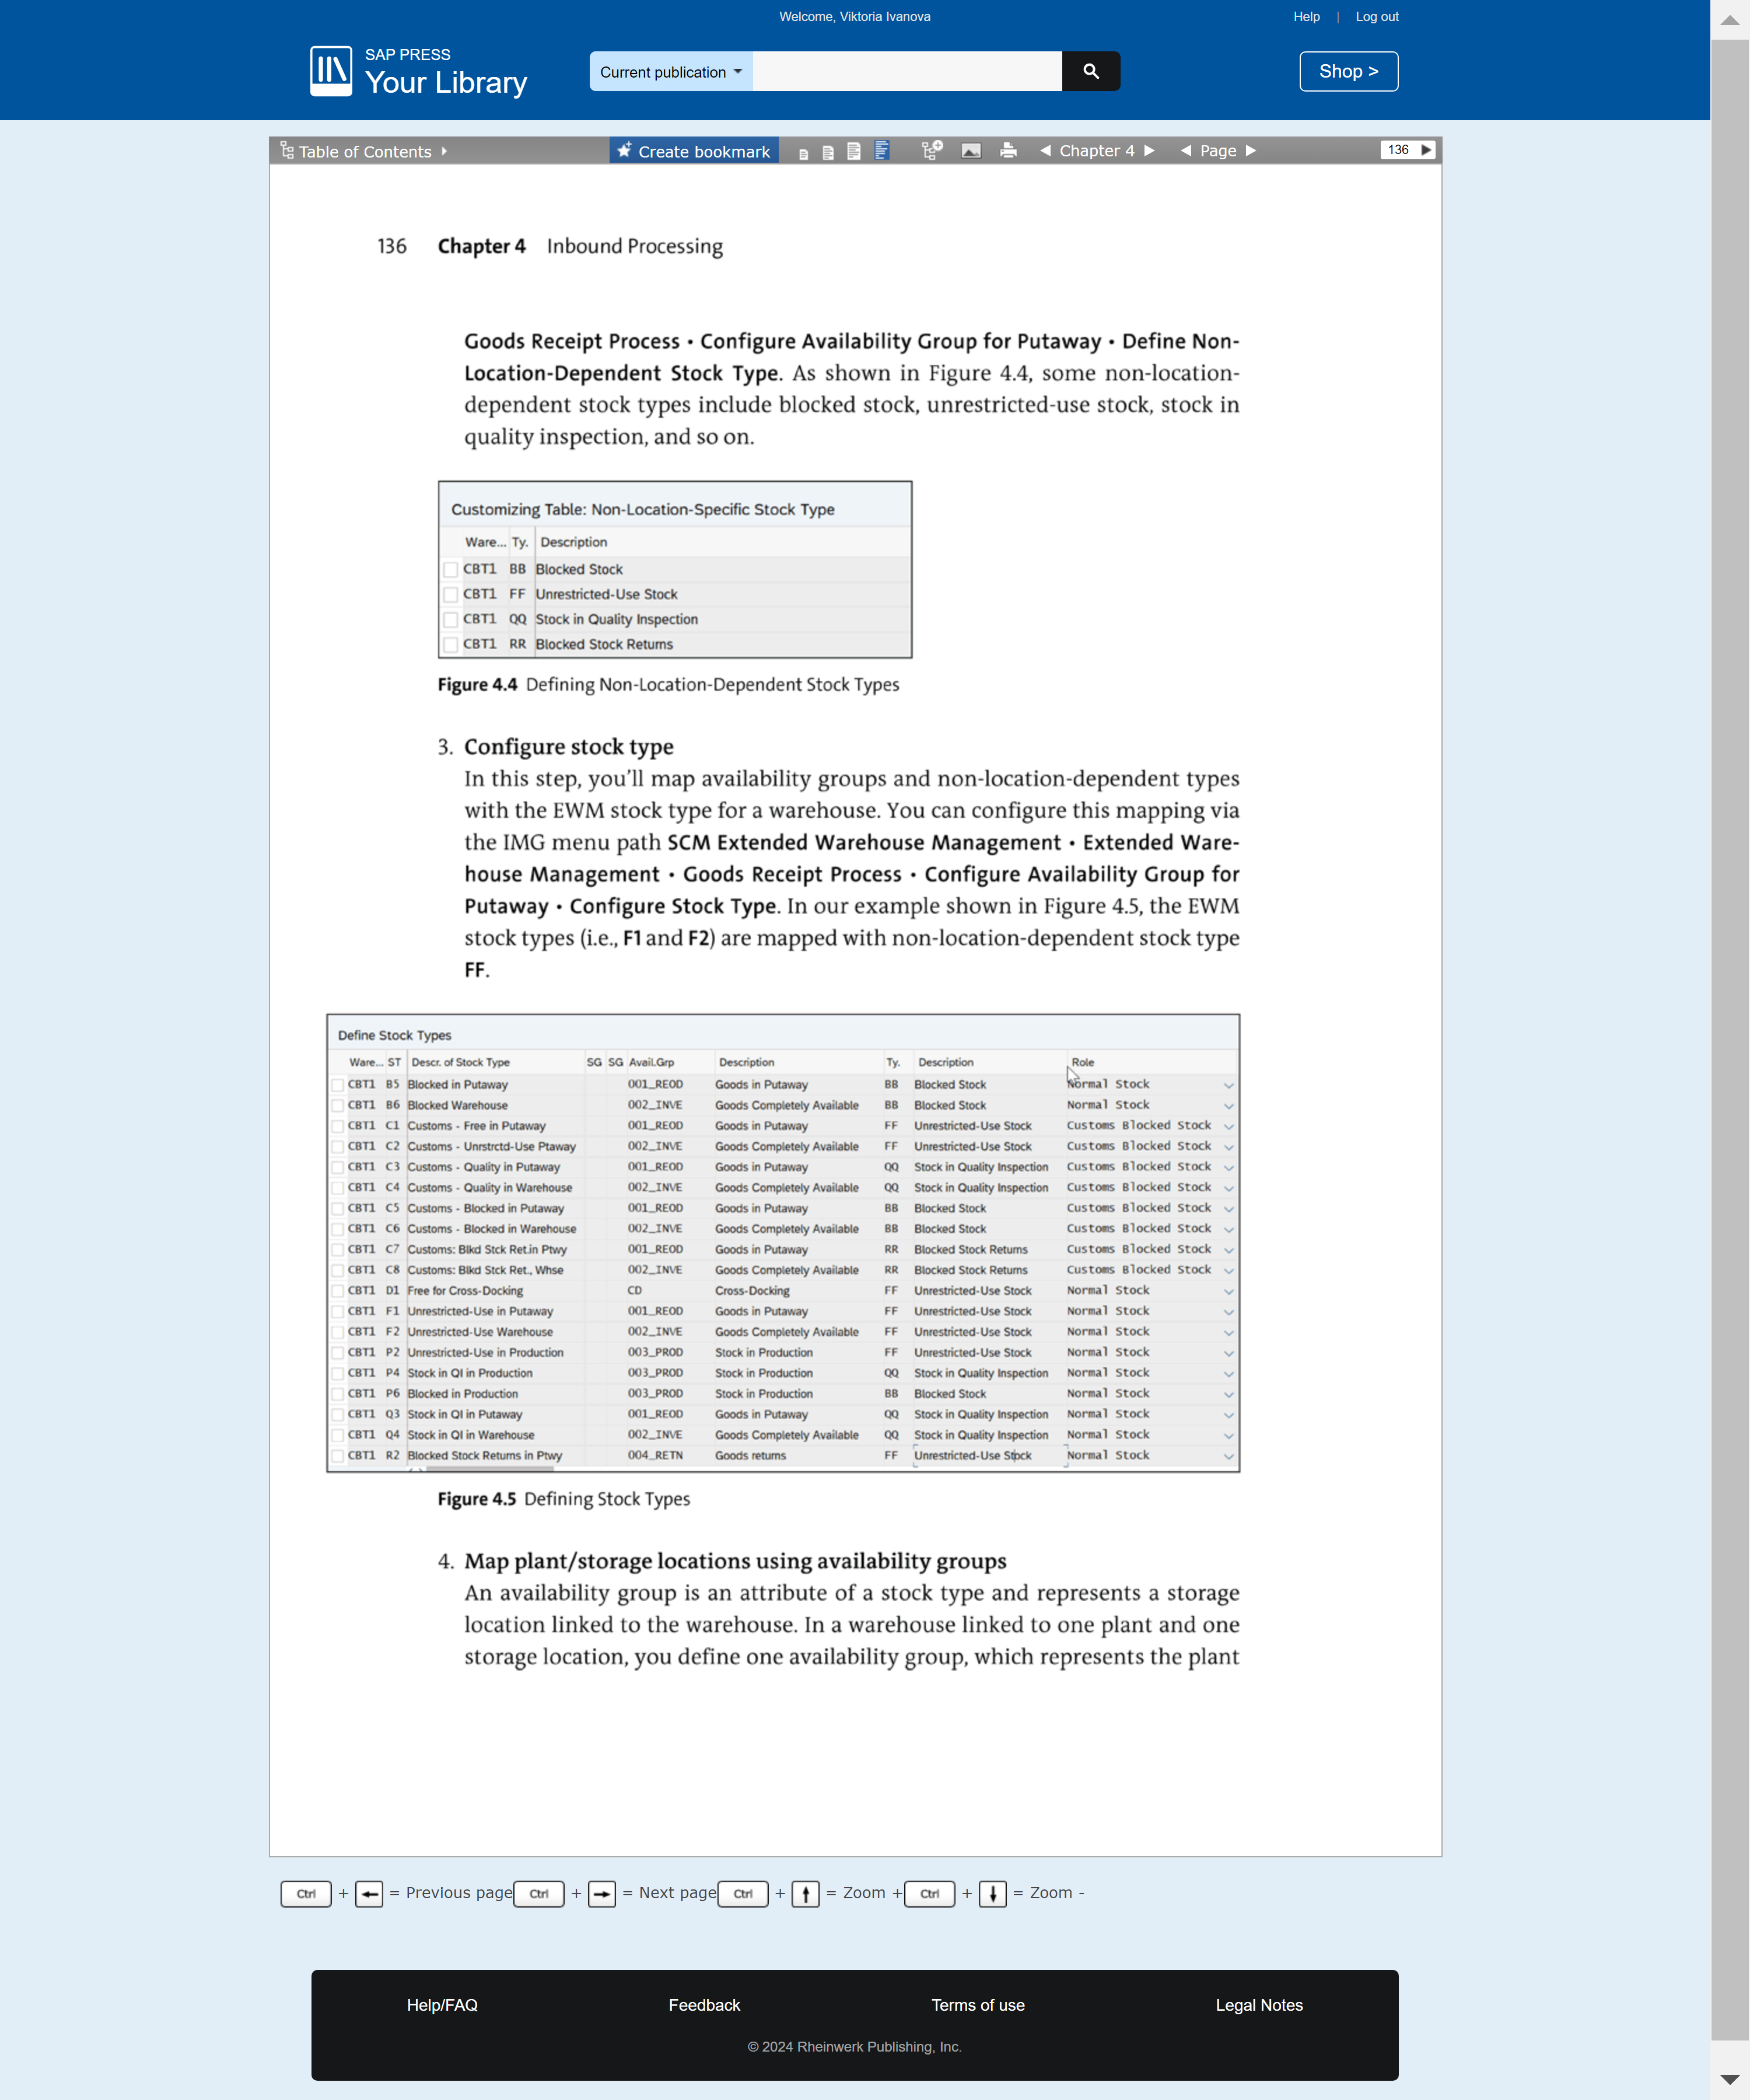 Welcome, Viktoria Ivanova
Help | Log out
SAP PRESS
Your Library
Current publication
Shop >
Table of Contents
Create bookmark
Chapter 4
Page
136
136 Chapter 4 Inbound Processing
Goods Receipt Process • Configure Availability Group for Putaway • Define Non-
Location-Dependent Stock Type. As shown in Figure 4.4, some non-location-
dependent stock types include blocked stock, unrestricted-use stock, stock in
quality inspection, and so on.
Customizing Table: Non-Location-Specific Stock Type
Ware... Ty. Description
CBT1 BB Blocked Stock
CBT1 FF Unrestricted-Use Stock
CBT1 QQ Stock in Quality Inspection
CBT1 RR Blocked Stock Returns
Figure 4.4 Defining Non-Location-Dependent Stock Types
3. Configure stock type
In this step, you’ll map availability groups and non-location-dependent types
with the EWM stock type for a warehouse. You can configure this mapping via
the IMG menu path SCM Extended Warehouse Management • Extended Ware-
house Management • Goods Receipt Process • Configure Availability Group for
Putaway • Configure Stock Type. In our example shown in Figure 4.5, the EWM
stock types (i.e., F1 and F2) are mapped with non-location-dependent stock type
FF.
Define Stock Types
Ware... ST Descr. of Stock Type SG SG Avail.Grp Description Ty. Description Role
CBT1 B5 Blocked in Putaway 001_REOD Goods in Putaway BB Blocked Stock Normal Stock
CBT1 B6 Blocked Warehouse 002_INVE Goods Completely Available BB Blocked Stock Normal Stock
CBT1 C1 Customs - Free in Putaway 001_REOD Goods in Putaway FF Unrestricted-Use Stock Customs Blocked Stock
CBT1 C2 Customs - Unrstrctd-Use Ptaway 002_INVE Goods Completely Available FF Unrestricted-Use Stock Customs Blocked Stock
CBT1 C3 Customs - Quality in Putaway 001_REOD Goods in Putaway QQ Stock in Quality Inspection Customs Blocked Stock
CBT1 C4 Customs - Quality in Warehouse 002_INVE Goods Completely Available QQ Stock in Quality Inspection Customs Blocked Stock
CBT1 C5 Customs - Blocked in Putaway 001_REOD Goods in Putaway BB Blocked Stock Customs Blocked Stock
CBT1 C6 Customs - Blocked in Warehouse 002_INVE Goods Completely Available BB Blocked Stock Customs Blocked Stock
CBT1 C7 Customs: Blkd Stck Ret.in Ptwy 001_REOD Goods in Putaway RR Blocked Stock Returns Customs Blocked Stock
CBT1 C8 Customs: Blkd Stck Ret., Whse 002_INVE Goods Completely Available RR Blocked Stock Returns Customs Blocked Stock
CBT1 D1 Free for Cross-Docking CD Cross-Docking FF Unrestricted-Use Stock Normal Stock
CBT1 F1 Unrestricted-Use in Putaway 001_REOD Goods in Putaway FF Unrestricted-Use Stock Normal Stock
CBT1 F2 Unrestricted-Use Warehouse 002_INVE Goods Completely Available FF Unrestricted-Use Stock Normal Stock
CBT1 P2 Unrestricted-Use in Production 003_PROD Stock in Production FF Unrestricted-Use Stock Normal Stock
CBT1 P4 Stock in QI in Production 003_PROD Stock in Production QQ Stock in Quality Inspection Normal Stock
CBT1 P6 Blocked in Production 003_PROD Stock in Production BB Blocked Stock Normal Stock
CBT1 Q3 Stock in QI in Putaway 001_REOD Goods in Putaway QQ Stock in Quality Inspection Normal Stock
CBT1 Q4 Stock in QI in Warehouse 002_INVE Goods Completely Available QQ Stock in Quality Inspection Normal Stock
CBT1 R2 Blocked Stock Returns in Ptwy 004_RETN Goods returns FF Unrestricted-Use Stock Normal Stock
Figure 4.5 Defining Stock Types
4. Map plant/storage locations using availability groups
An availability group is an attribute of a stock type and represents a storage
location linked to the warehouse. In a warehouse linked to one plant and one
storage location, you define one availability group, which represents the plant
Ctrl + ← = Previous page Ctrl + → = Next page Ctrl + ↑ = Zoom + Ctrl + ↓ = Zoom -
Help/FAQ Feedback Terms of use Legal Notes
© 2024 Rheinwerk Publishing, Inc.